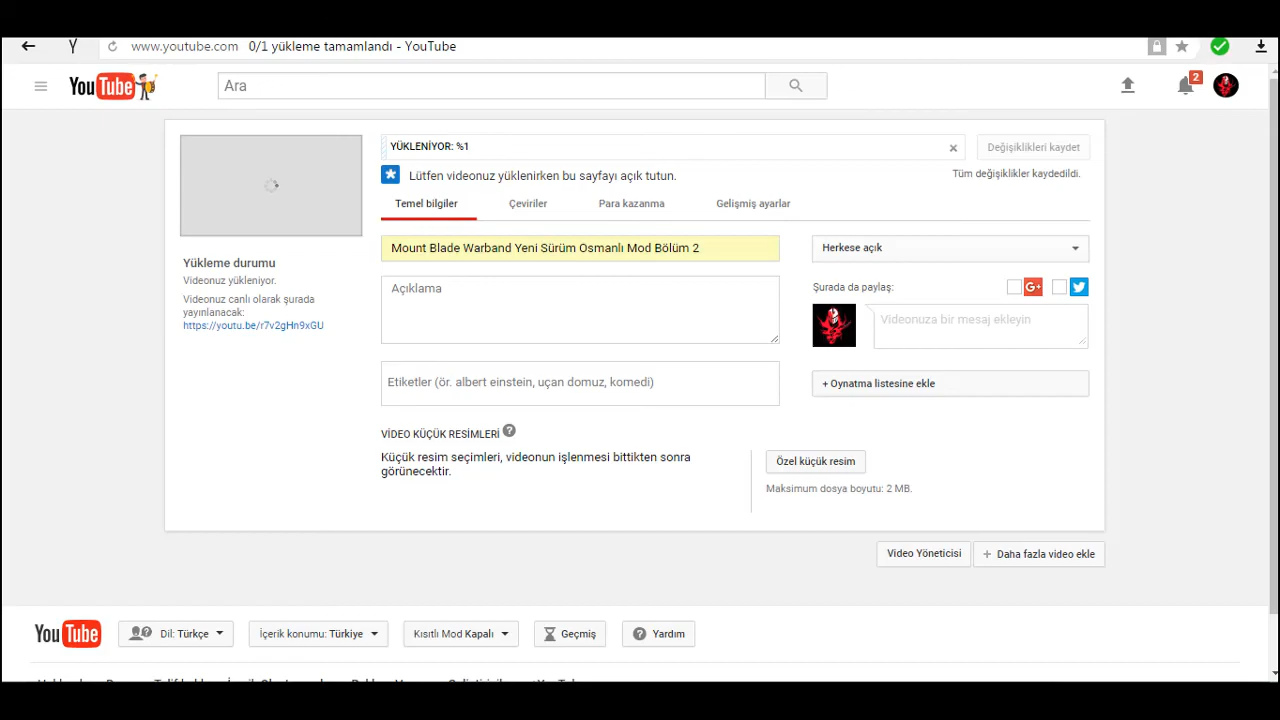 www.youtube.com 0/1 yükleme tamamlandı - YouTube
YouTube
Ara
2
YÜKLENİYOR: %1
Değişiklikleri kaydet
Lütfen videonuz yüklenirken bu sayfayı açık tutun.
Tüm değişiklikler kaydedildi.
Temel bilgiler
Çeviriler
Para kazanma
Gelişmiş ayarlar
Mount Blade Warband Yeni Sürüm Osmanlı Mod Bölüm 2
Herkese açık
Yükleme durumu
Videonuz yükleniyor.
Videonuz canlı olarak şurada
yayınlanacak:
https://youtu.be/r7v2gHn9xGU
Açıklama
Şurada da paylaş:
G+
Videonuza bir mesaj ekleyin
Etiketler (ör. albert einstein, uçan domuz, komedi)
+ Oynatma listesine ekle
VİDEO KÜÇÜK RESİMLERİ ?
Küçük resim seçimleri, videonun işlenmesi bittikten sonra
görünecektir.
Özel küçük resim
Maksimum dosya boyutu: 2 MB.
Video Yöneticisi
+ Daha fazla video ekle
YouTube
Dil: Türkçe
İçerik konumu: Türkiye
Kısıtlı Mod Kapalı
Geçmiş
Yardım